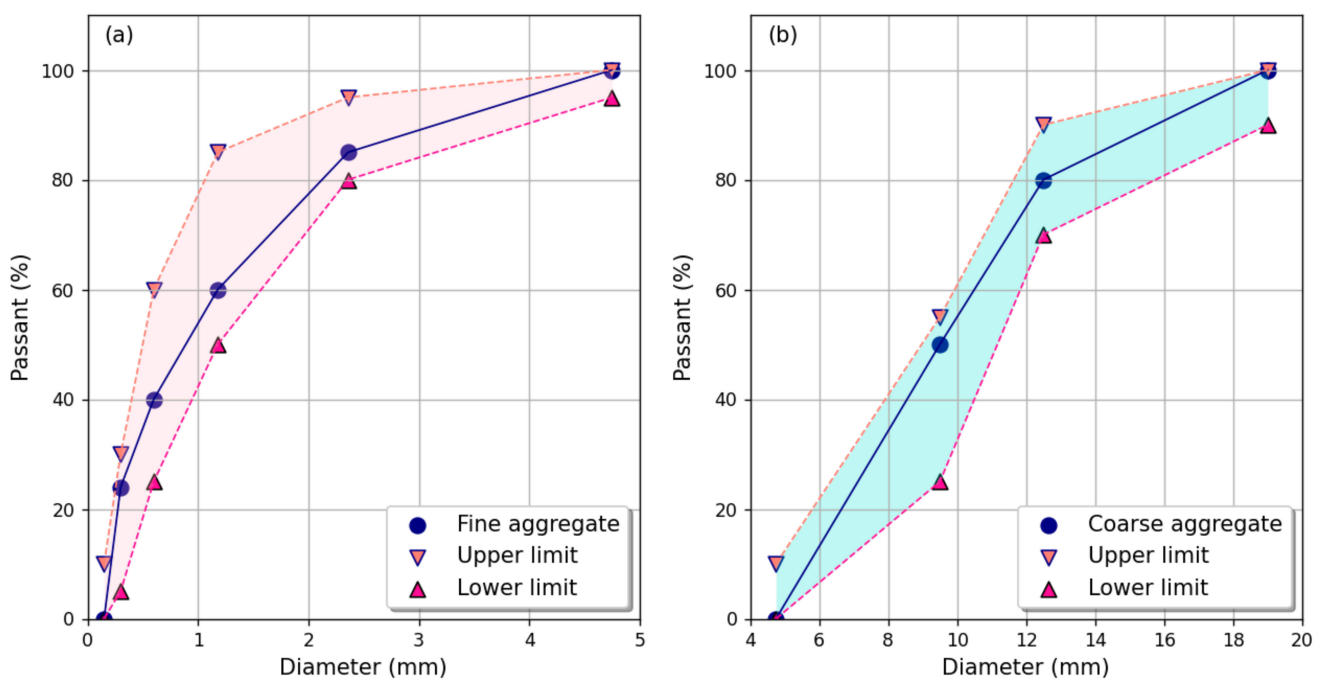 (a)
Passant (%)
100
80
60
40
20
0
0 1 2 3 4 5
Diameter (mm)
Fine aggregate
Upper limit
Lower limit
(b)
Passant (%)
100
80
60
40
20
0
4 6 8 10 12 14 16 18 20
Diameter (mm)
Coarse aggregate
Upper limit
Lower limit